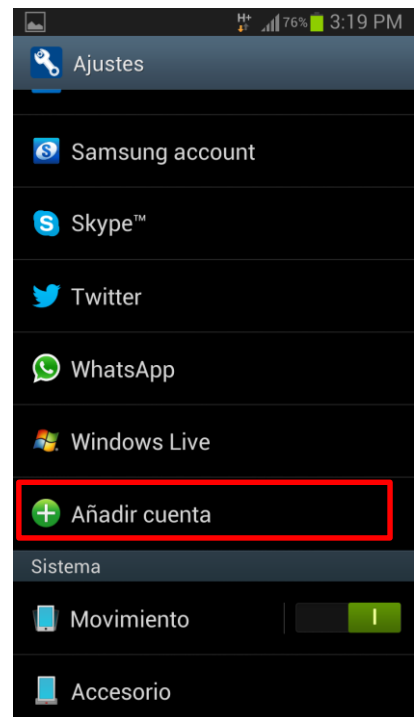 H+ 76% 3:19 PM
Ajustes
Samsung account
Skype™
Twitter
WhatsApp
Windows Live
Añadir cuenta
Sistema
Movimiento
Accesorio